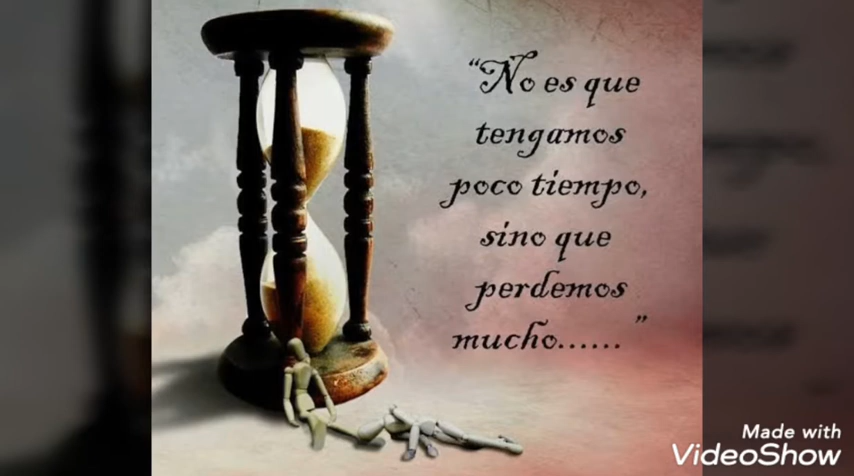 “No es que
tengamos
poco tiempo,
sino que
perdemos
mucho...... ”
Made with
VideoShow